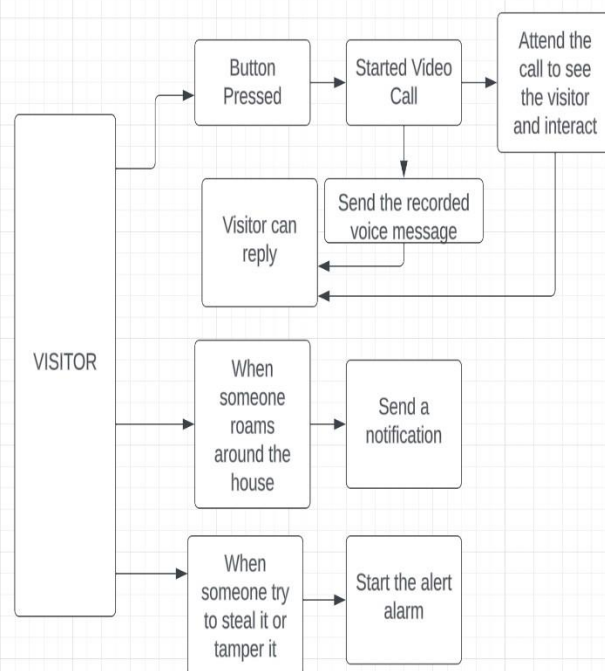 VISITOR
Button
Pressed
Started Video
Call
Attend the
call to see
the visitor
and interact
Send the recorded
voice message
Visitor can
reply
When
someone
roams
around the
house
Send a
notification
When
someone try
to steal it or
tamper it
Start the alert
alarm